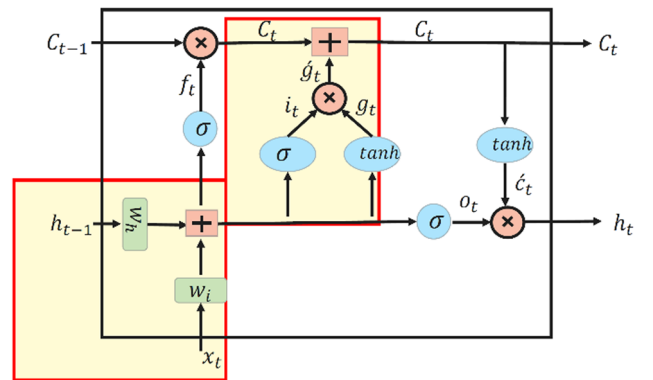 C_{t−1} × C_t + C_t C_t
ǵ_t
f_t i_t × g_t
σ σ tanh tanh
ć_t
h_{t−1} w_h + σ o_t × h_t
w_i
x_t